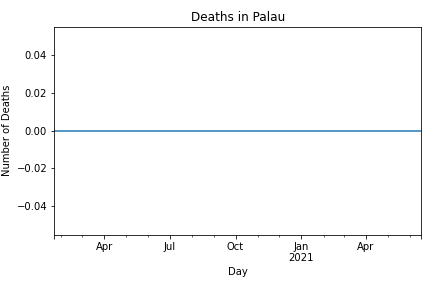 Deaths in Palau
Number of Deaths
0.04
0.02
0.00
−0.02
−0.04
Apr
Jul
Oct
Jan
2021
Apr
Day